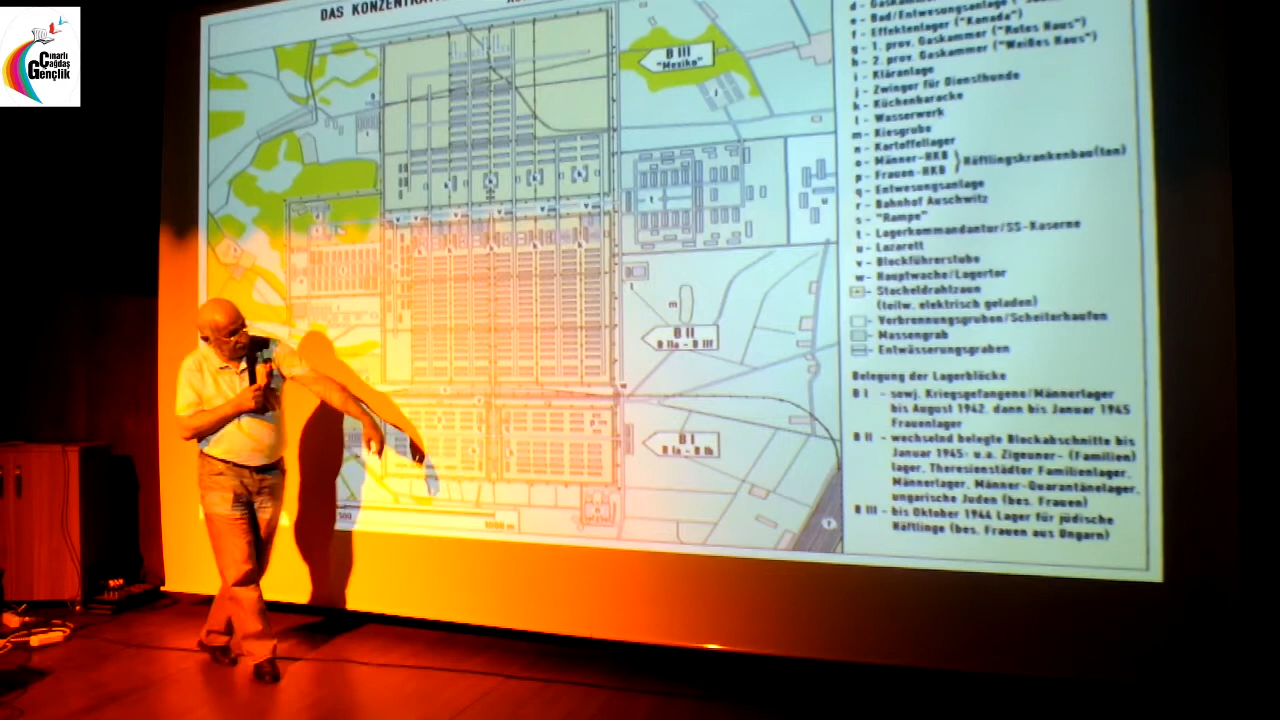 Çınarlı
Çağdaş
Gençlik
DAS KONZENTRA
d - Gaskammer
e - Bad/Entwesungsanlage
f - Effektenlager ("Kanada")
g - 1. prov. Gaskammer ("Rotes Haus")
h - 2. prov. Gaskammer ("Weißes Haus")
i - Kläranlage
j - Zwinger für Diensthunde
k - Küchenbaracke
l - Wasserwerk
m - Kiesgrube
n - Kartoffellager
o - Männer-HKB
p - Frauen-HKB
Häftlingskrankenbau(ten)
q - Entwesungsanlage
r - Bahnhof Auschwitz
s - "Rampe"
t - Lagerkommandantur/SS-Kaserne
u - Lazarett
v - Blockführerstube
w - Hauptwache/Lagertor
- Stacheldrahtzaun
(teilw. elektrisch geladen)
- Verbrennungsgruben/Scheiterhaufen
- Massengrab
- Entwässerungsgraben
Belegung der Lagerblöcke
B I - sowj. Kriegsgefangene/Männerlager
bis August 1942, dann bis Januar 1945
Frauenlager
B II - wechselnd belegte Blockabschnitte bis
Januar 1945- u.a. Zigeuner- (Familien)
lager, Theresienstädter Familienlager,
Männerlager, Männer-Quarantänelager,
ungarische Juden (bes. Frauen)
B III - bis Oktober 1944 Lager für jüdische
Häftlinge (bes. Frauen aus Ungarn)
B III
"Mexiko"
B II
B IIa - B IIf
B I
B Ia - B Ib
t
u
l
m
r
500
1000 m